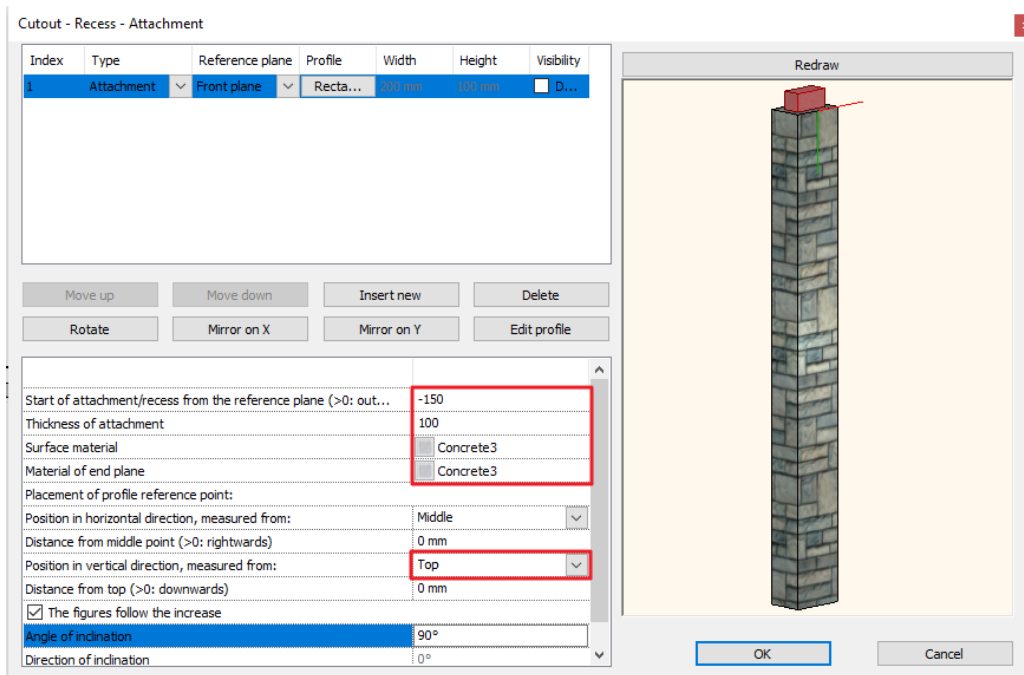 Cutout - Recess - Attachment
Index Type Reference plane Profile Width Height Visibility
1 Attachment Front plane Recta... 200 mm 100 mm D...
Redraw
Move up Move down Insert new Delete
Rotate Mirror on X Mirror on Y Edit profile
Start of attachment/recess from the reference plane (>0: out... -150
Thickness of attachment 100
Surface material Concrete3
Material of end plane Concrete3
Placement of profile reference point:
Position in horizontal direction, measured from: Middle
Distance from middle point (>0: rightwards) 0 mm
Position in vertical direction, measured from: Top
Distance from top (>0: downwards) 0 mm
The figures follow the increase
Angle of inclination 90°
Direction of inclination 0°
OK Cancel